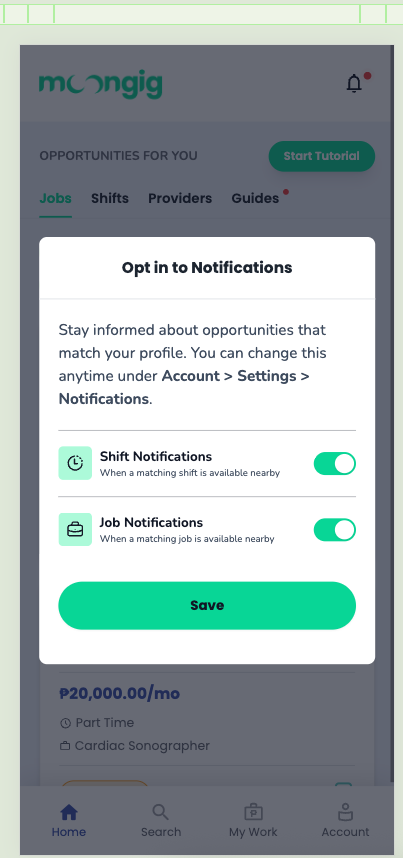 moongig
OPPORTUNITIES FOR YOU
Start Tutorial
Jobs Shifts Providers Guides
Opt in to Notifications
Stay informed about opportunities that
match your profile. You can change this
anytime under Account > Settings >
Notifications.
Shift Notifications
When a matching shift is available nearby
Job Notifications
When a matching job is available nearby
Save
₱20,000.00/mo
Part Time
Cardiac Sonographer
Home Search My Work Account